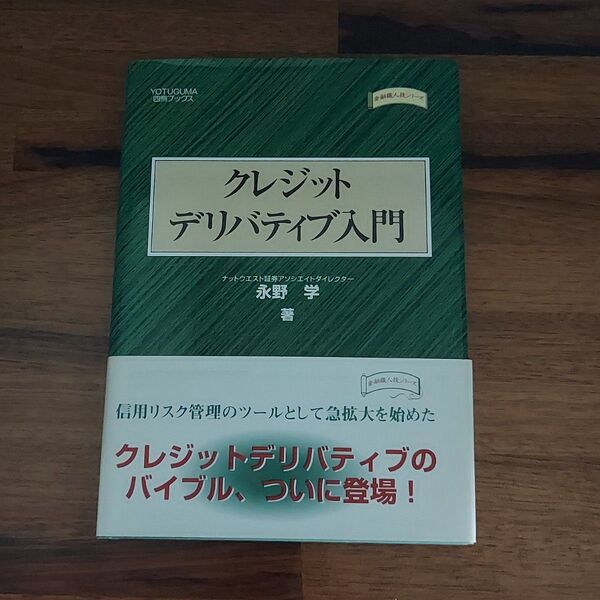 YOTUGUMA
四熊ブックス
金融職人技シリーズ
クレジット
デリバティブ入門
ナットウエスト証券アソシエイトダイレクター
永野 学
著
金融職人技シリーズ
信用リスク管理のツールとして急拡大を始めた
クレジットデリバティブの
バイブル、ついに登場！